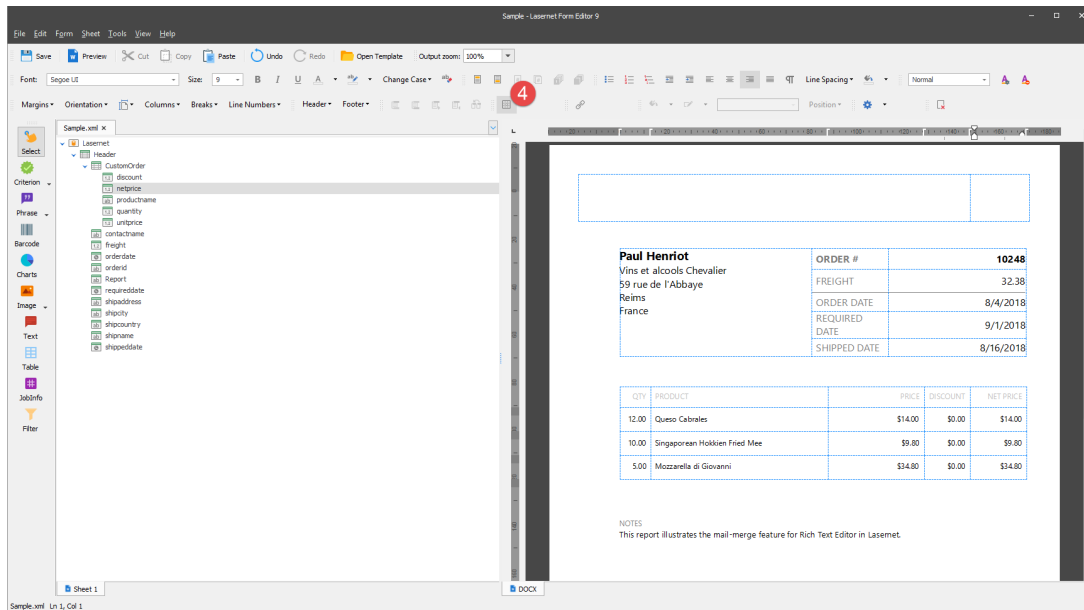 Sample - Lasernet Form Editor 9
File Edit Form Sheet Tools View Help
Save Preview Cut Copy Paste Undo Redo Open Template Output zoom: 100%
Font: Segoe UI Size: 9 B I U A Change Case Line Spacing Normal
Margins Orientation Columns Breaks Line Numbers Header Footer 4 Position
Sample.xml ×
Select
Criterion
Phrase
Barcode
Charts
Image
Text
Table
JobInfo
Filter
Lasernet
Header
CustomOrder
discount
netprice
productname
quantity
unitprice
contactname
freight
orderdate
orderid
Report
requireddate
shipaddress
shipcity
shipcountry
shipname
shippeddate
Paul Henriot
Vins et alcools Chevalier
59 rue de l'Abbaye
Reims
France
ORDER # 10248
FREIGHT 32.38
ORDER DATE 8/4/2018
REQUIRED
DATE 9/1/2018
SHIPPED DATE 8/16/2018
QTY PRODUCT PRICE DISCOUNT NET PRICE
12.00 Queso Cabrales $14.00 $0.00 $14.00
10.00 Singaporean Hokkien Fried Mee $9.80 $0.00 $9.80
5.00 Mozzarella di Giovanni $34.80 $0.00 $34.80
NOTES
This report illustrates the mail-merge feature for Rich Text Editor in Lasernet.
Sheet 1 DOCX
Sample.xml Ln 1, Col 1